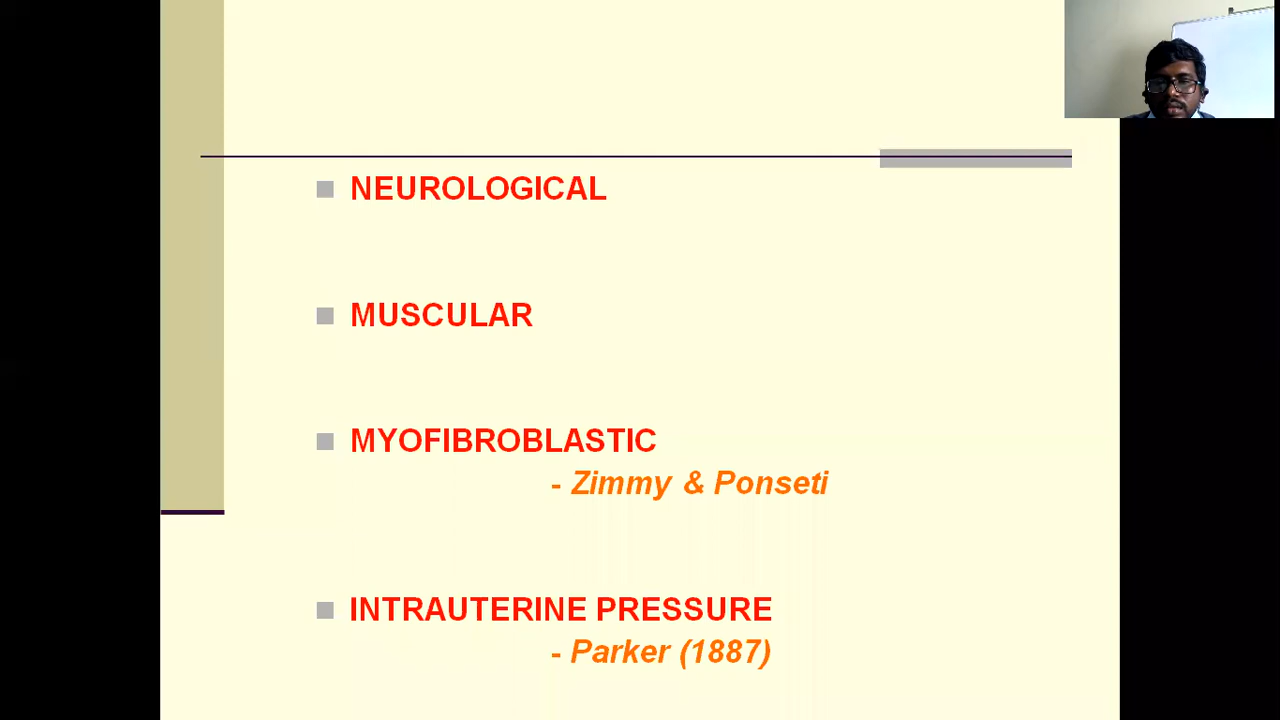 NEUROLOGICAL
MUSCULAR
MYOFIBROBLASTIC
- Zimmy & Ponseti
INTRAUTERINE PRESSURE
- Parker (1887)